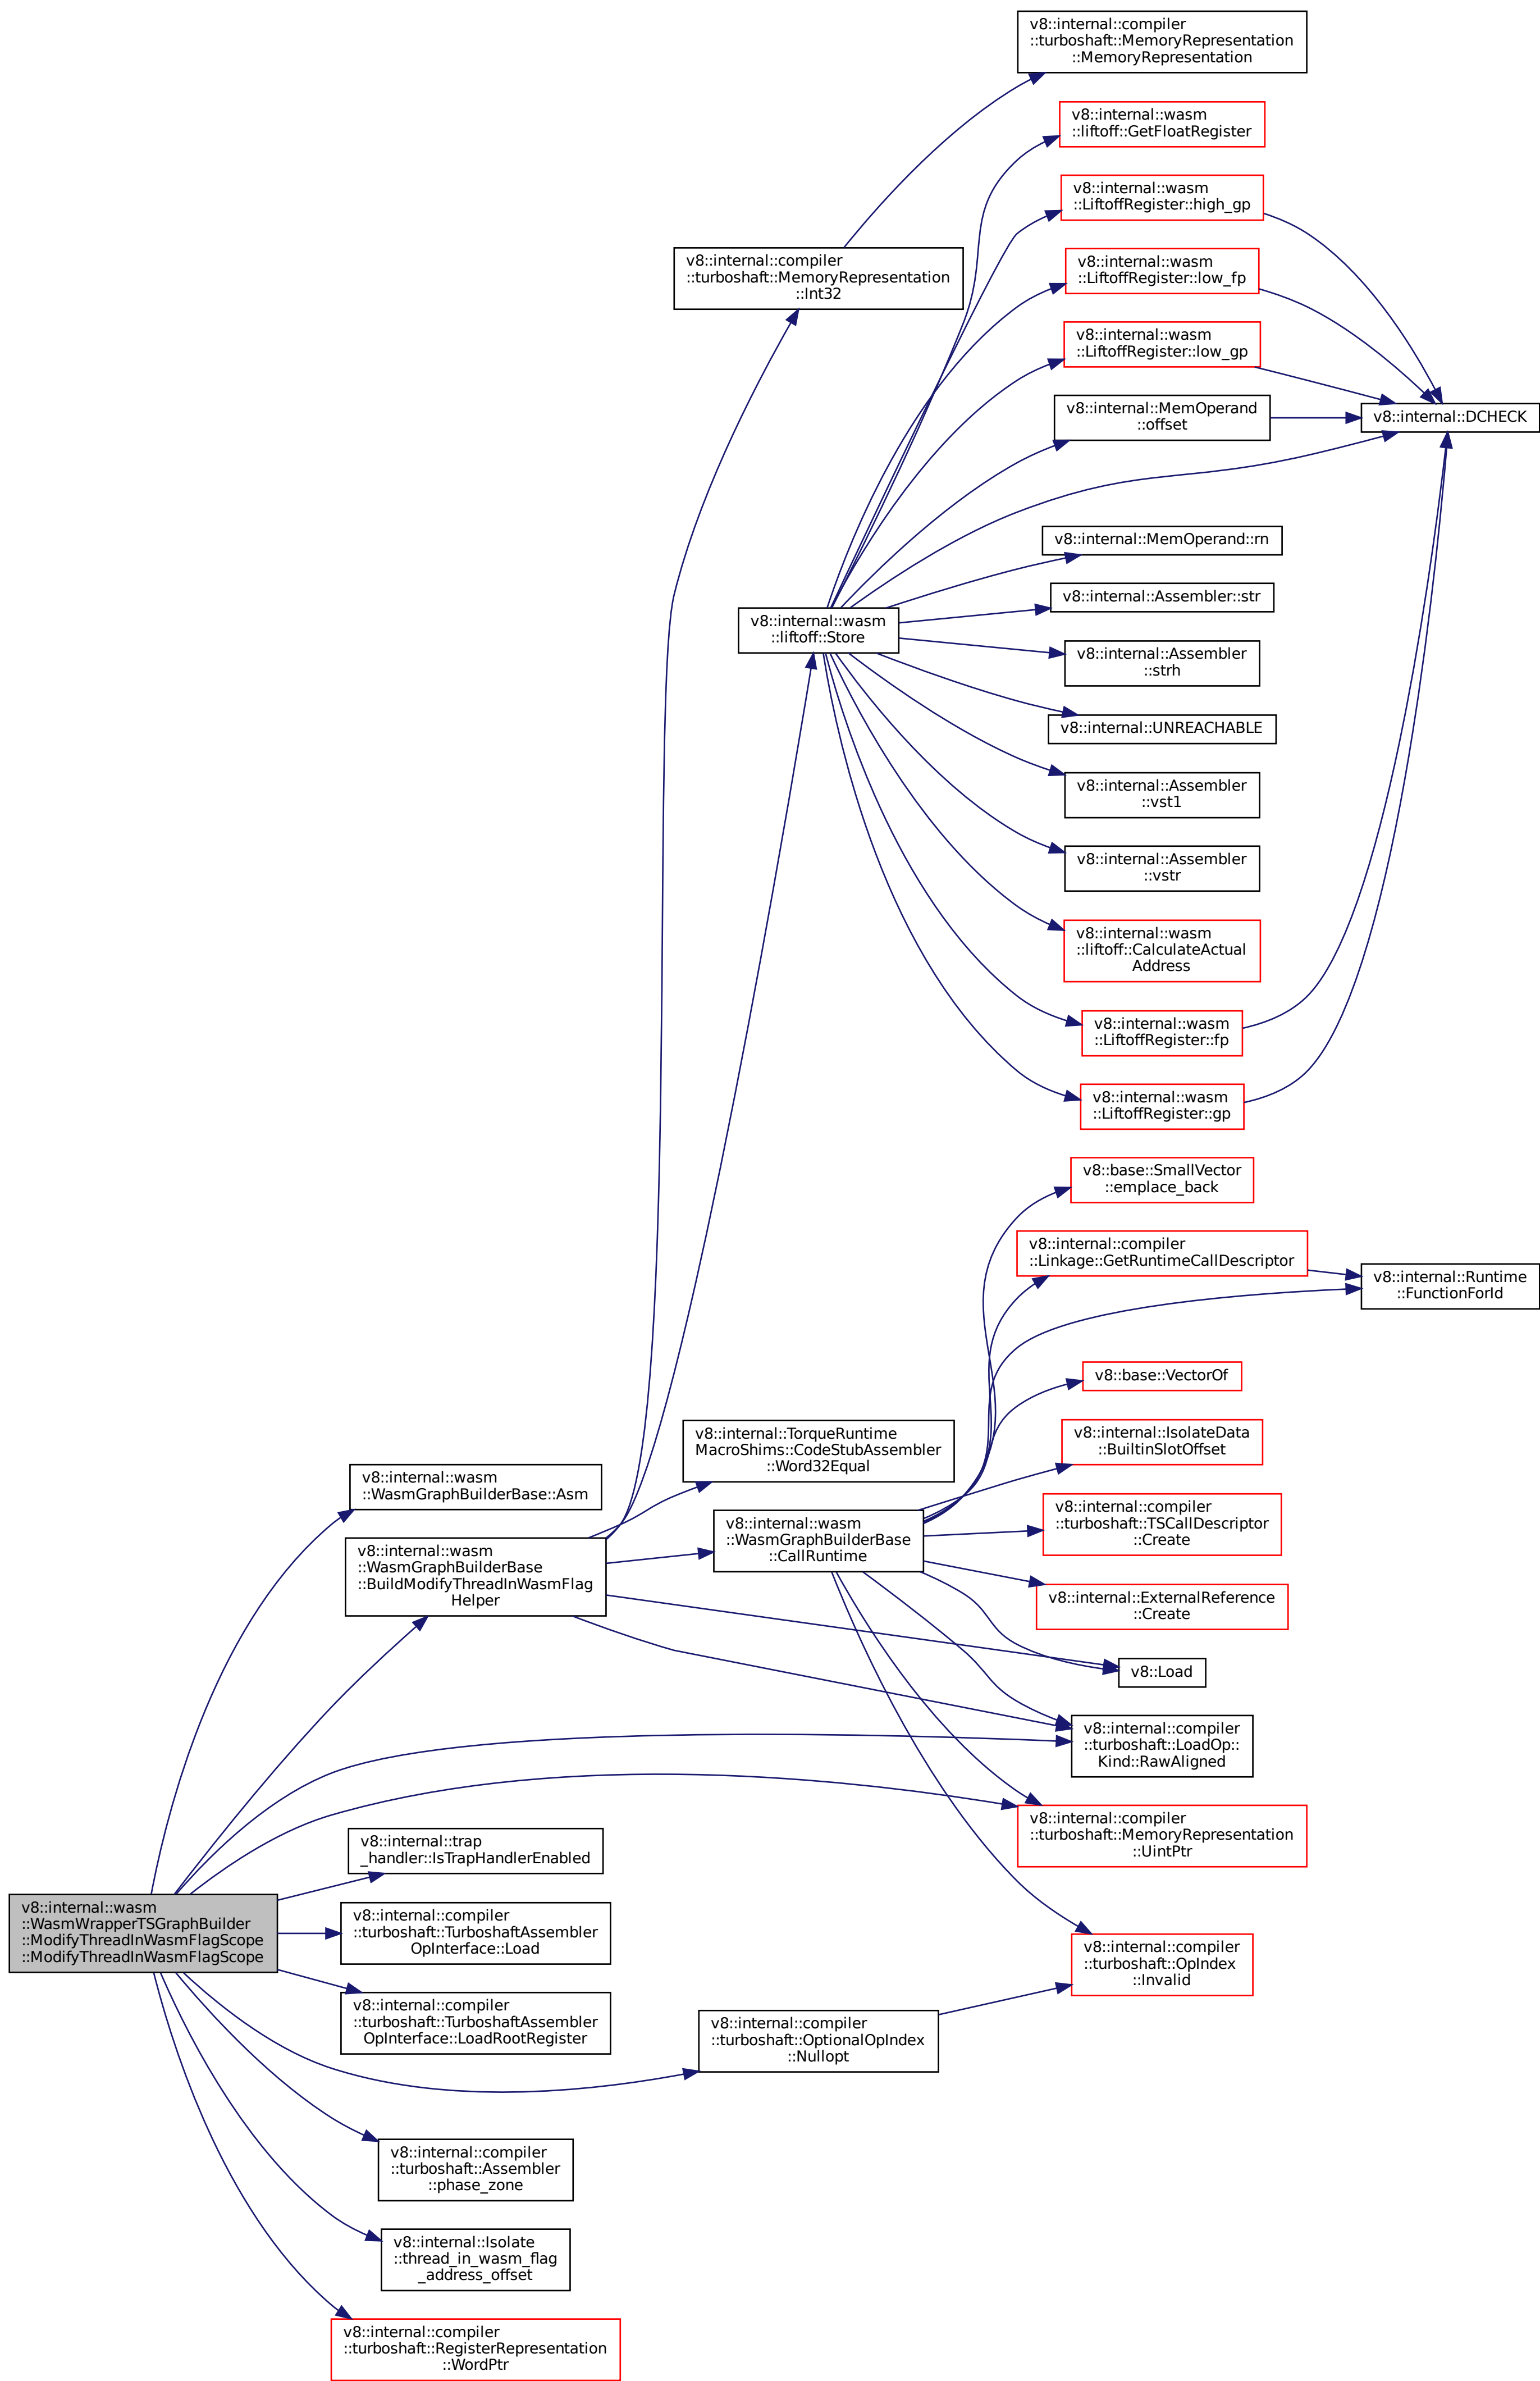 v8::internal::compiler
::turboshaft::MemoryRepresentation
::MemoryRepresentation
v8::internal::wasm
::liftoff::GetFloatRegister
v8::internal::wasm
::LiftoffRegister::high_gp
v8::internal::compiler
::turboshaft::MemoryRepresentation
::Int32
v8::internal::wasm
::LiftoffRegister::low_fp
v8::internal::wasm
::LiftoffRegister::low_gp
v8::internal::MemOperand
::offset
v8::internal::DCHECK
v8::internal::MemOperand::rn
v8::internal::Assembler::str
v8::internal::wasm
::liftoff::Store
v8::internal::Assembler
::strh
v8::internal::UNREACHABLE
v8::internal::Assembler
::vst1
v8::internal::Assembler
::vstr
v8::internal::wasm
::liftoff::CalculateActual
Address
v8::internal::wasm
::LiftoffRegister::fp
v8::internal::wasm
::LiftoffRegister::gp
v8::base::SmallVector
::emplace_back
v8::internal::compiler
::Linkage::GetRuntimeCallDescriptor
v8::internal::Runtime
::FunctionForId
v8::base::VectorOf
v8::internal::TorqueRuntime
MacroShims::CodeStubAssembler
::Word32Equal
v8::internal::IsolateData
::BuiltinSlotOffset
v8::internal::wasm
::WasmGraphBuilderBase::Asm
v8::internal::compiler
::turboshaft::TSCallDescriptor
::Create
v8::internal::wasm
::WasmGraphBuilderBase
::CallRuntime
v8::internal::wasm
::WasmGraphBuilderBase
::BuildModifyThreadInWasmFlag
Helper
v8::internal::ExternalReference
::Create
v8::Load
v8::internal::compiler
::turboshaft::LoadOp::
Kind::RawAligned
v8::internal::compiler
::turboshaft::MemoryRepresentation
::UintPtr
v8::internal::trap
_handler::IsTrapHandlerEnabled
v8::internal::wasm
::WasmWrapperTSGraphBuilder
::ModifyThreadInWasmFlagScope
::ModifyThreadInWasmFlagScope
v8::internal::compiler
::turboshaft::TurboshaftAssembler
OpInterface::Load
v8::internal::compiler
::turboshaft::OpIndex
::Invalid
v8::internal::compiler
::turboshaft::TurboshaftAssembler
OpInterface::LoadRootRegister
v8::internal::compiler
::turboshaft::OptionalOpIndex
::Nullopt
v8::internal::compiler
::turboshaft::Assembler
::phase_zone
v8::internal::Isolate
::thread_in_wasm_flag
_address_offset
v8::internal::compiler
::turboshaft::RegisterRepresentation
::WordPtr